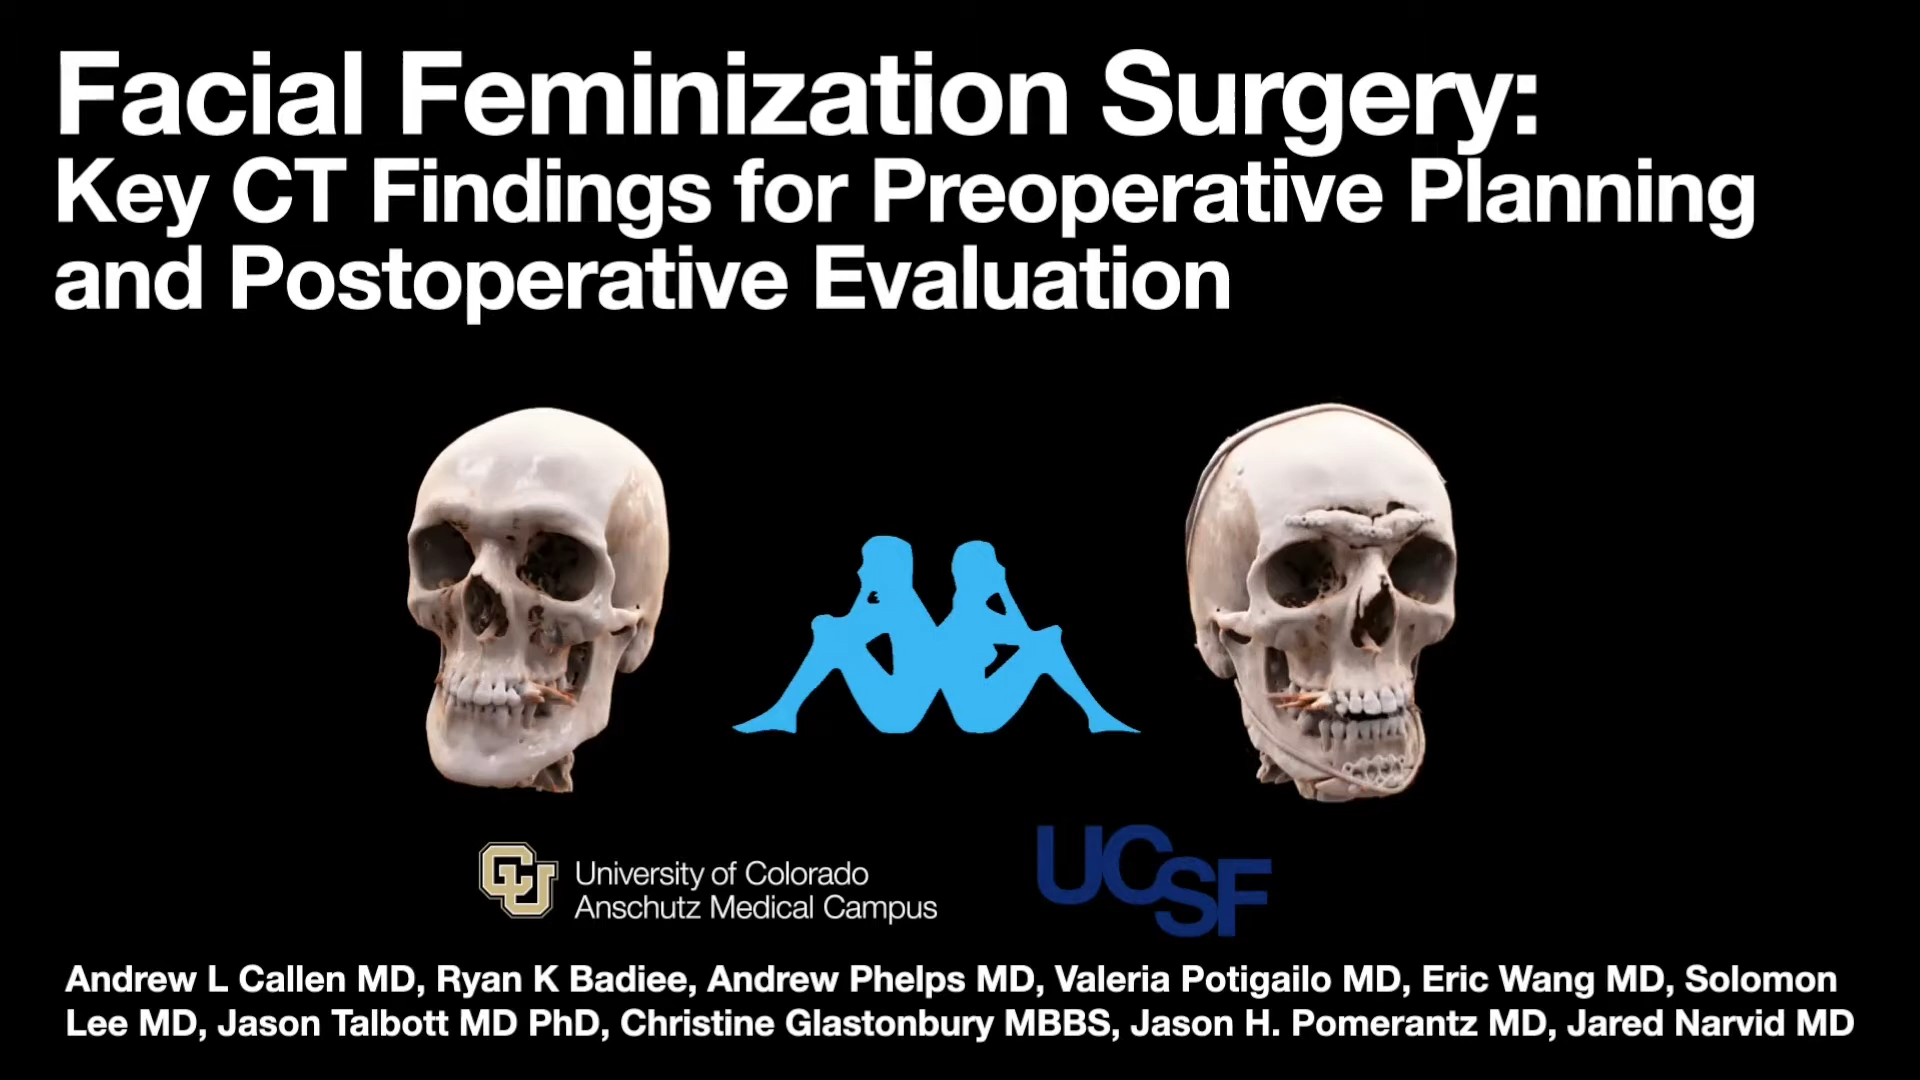 Facial Feminization Surgery:
Key CT Findings for Preoperative Planning
and Postoperative Evaluation
CU
University of Colorado
Anschutz Medical Campus
UCSF
Andrew L Callen MD, Ryan K Badiee, Andrew Phelps MD, Valeria Potigailo MD, Eric Wang MD, Solomon
Lee MD, Jason Talbott MD PhD, Christine Glastonbury MBBS, Jason H. Pomerantz MD, Jared Narvid MD